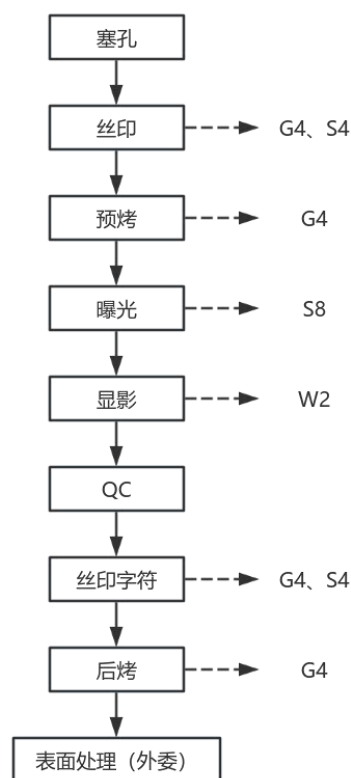 塞孔
丝印 G4、S4
预烤 G4
曝光 S8
显影 W2
QC
丝印字符 G4、S4
后烤 G4
表面处理（外委）